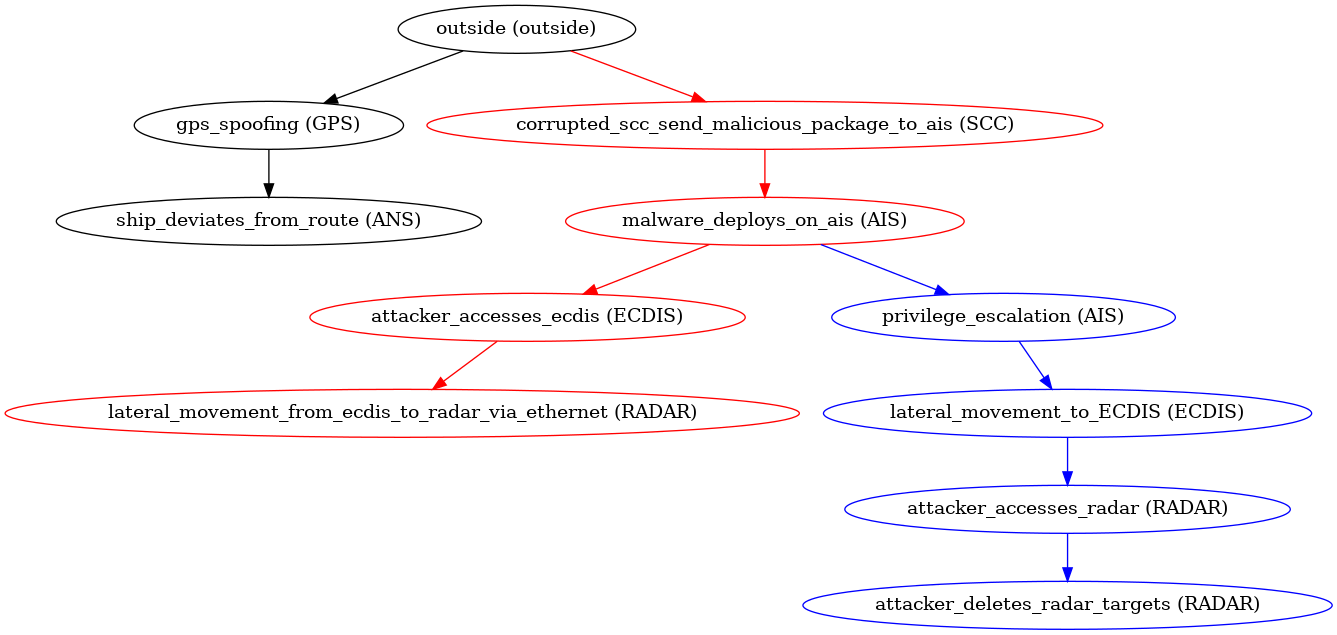 outside (outside)
gps_spoofing (GPS)
corrupted_scc_send_malicious_package_to_ais (SCC)
ship_deviates_from_route (ANS)
malware_deploys_on_ais (AIS)
attacker_accesses_ecdis (ECDIS)
privilege_escalation (AIS)
lateral_movement_from_ecdis_to_radar_via_ethernet (RADAR)
lateral_movement_to_ECDIS (ECDIS)
attacker_accesses_radar (RADAR)
attacker_deletes_radar_targets (RADAR)